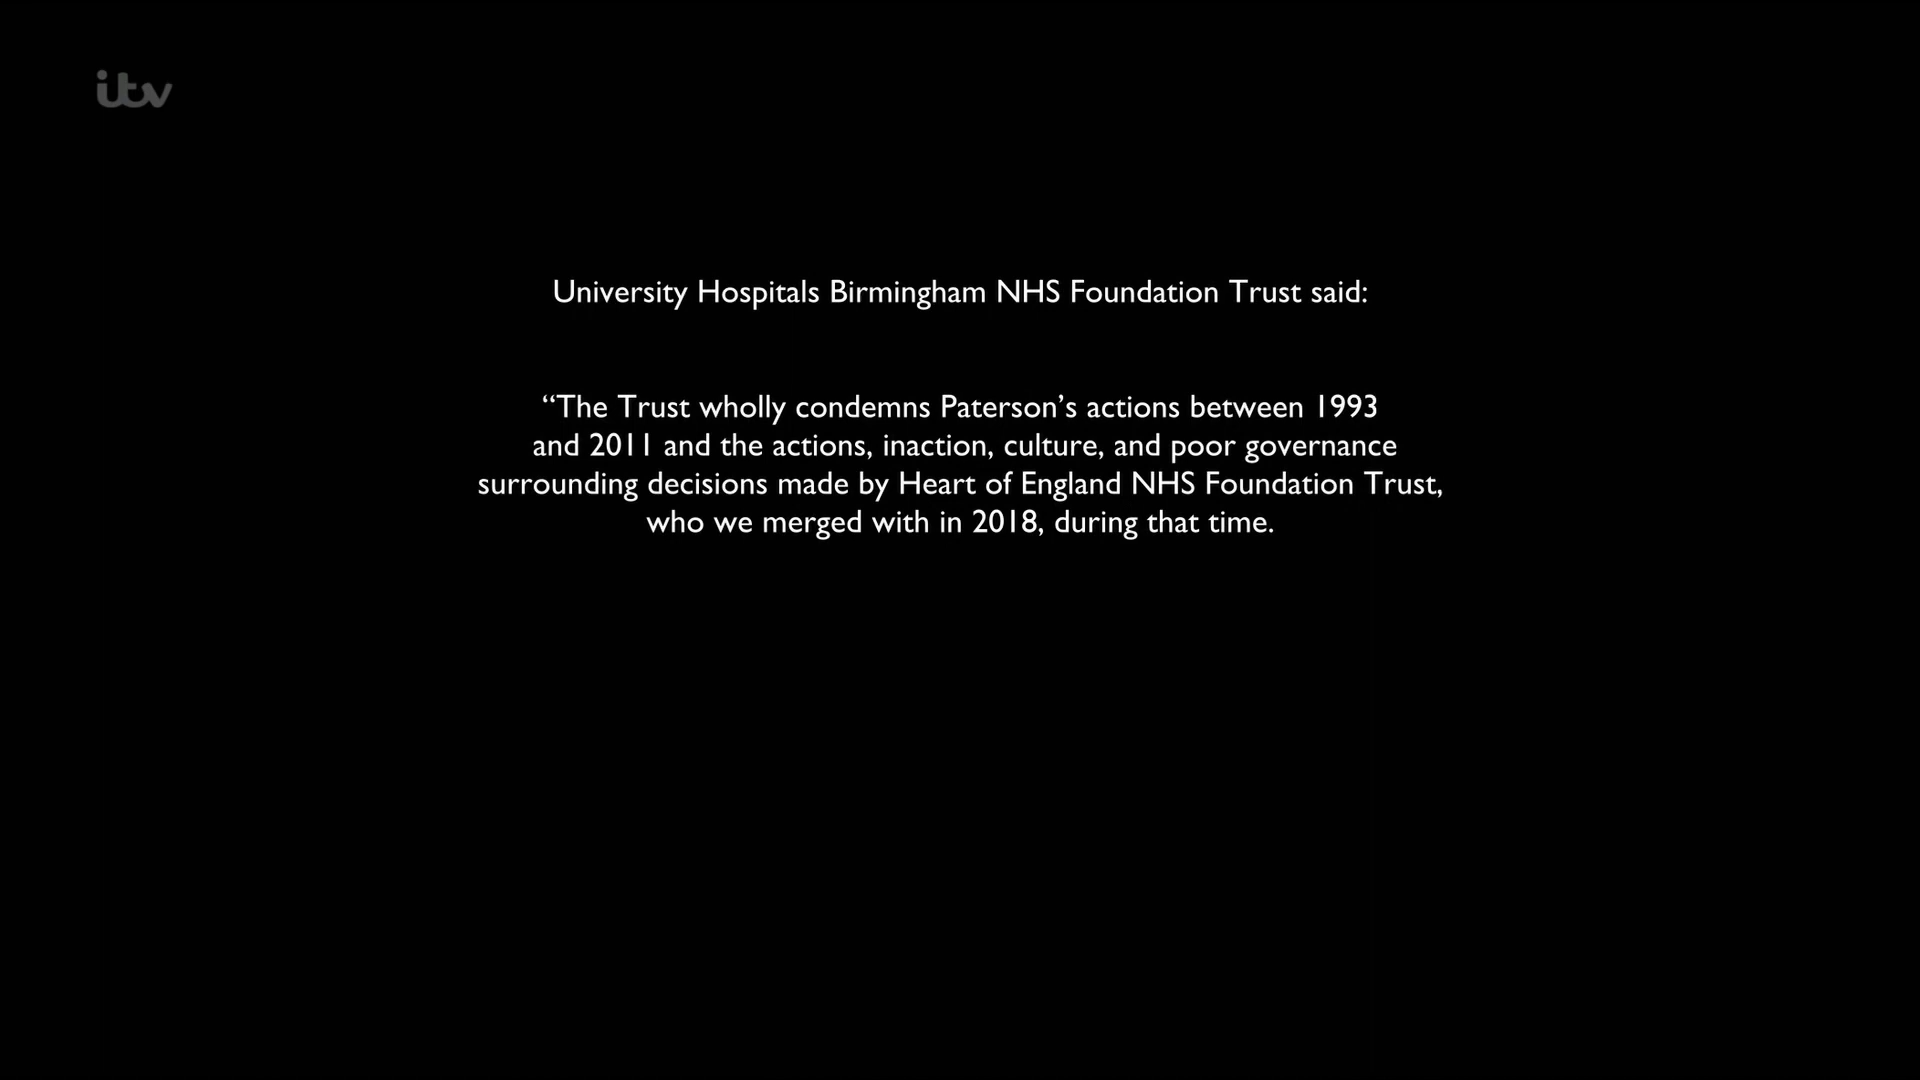 itv
University Hospitals Birmingham NHS Foundation Trust said:
“The Trust wholly condemns Paterson’s actions between 1993
and 2011 and the actions, inaction, culture, and poor governance
surrounding decisions made by Heart of England NHS Foundation Trust,
who we merged with in 2018, during that time.